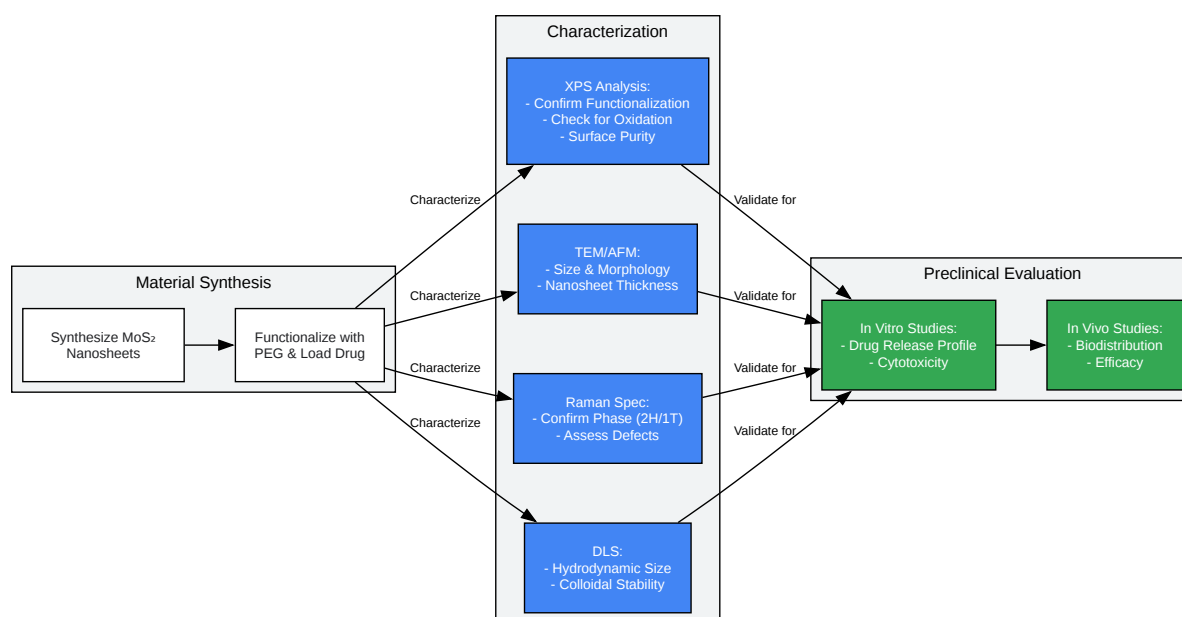 Material Synthesis
Synthesize MoS₂
Nanosheets
Functionalize with
PEG & Load Drug
Characterize
Characterize
Characterize
Characterize
Characterization
XPS Analysis:
- Confirm Functionalization
- Check for Oxidation
- Surface Purity
TEM/AFM:
- Size & Morphology
- Nanosheet Thickness
Raman Spec:
- Confirm Phase (2H/1T)
- Assess Defects
DLS:
- Hydrodynamic Size
- Colloidal Stability
Validate for
Validate for
Validate for
Validate for
Preclinical Evaluation
In Vitro Studies:
- Drug Release Profile
- Cytotoxicity
In Vivo Studies:
- Biodistribution
- Efficacy